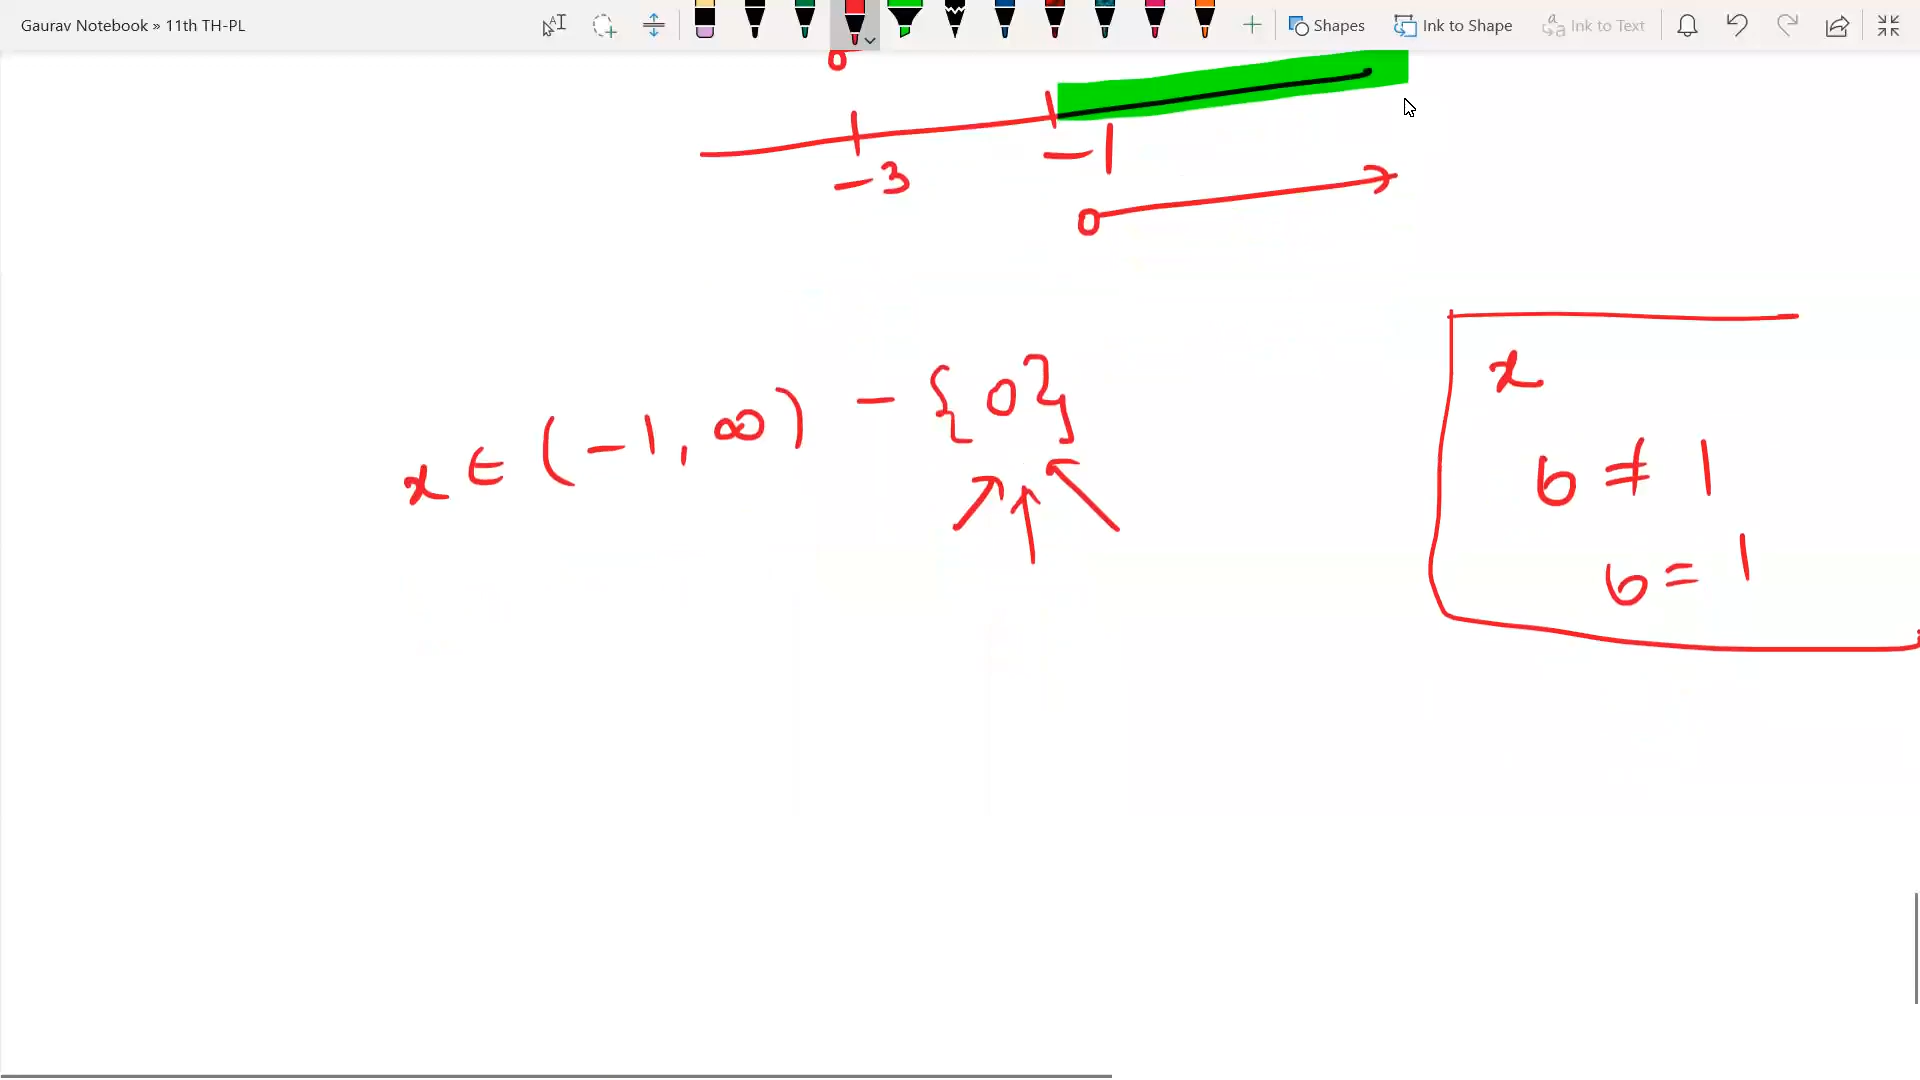 Gaurav Notebook » 11th TH-PL
Shapes
Ink to Shape
Ink to Text
0
-3
-1
0
x ∈ (-1, ∞) - {0}
x
b ≠ 1
b = 1